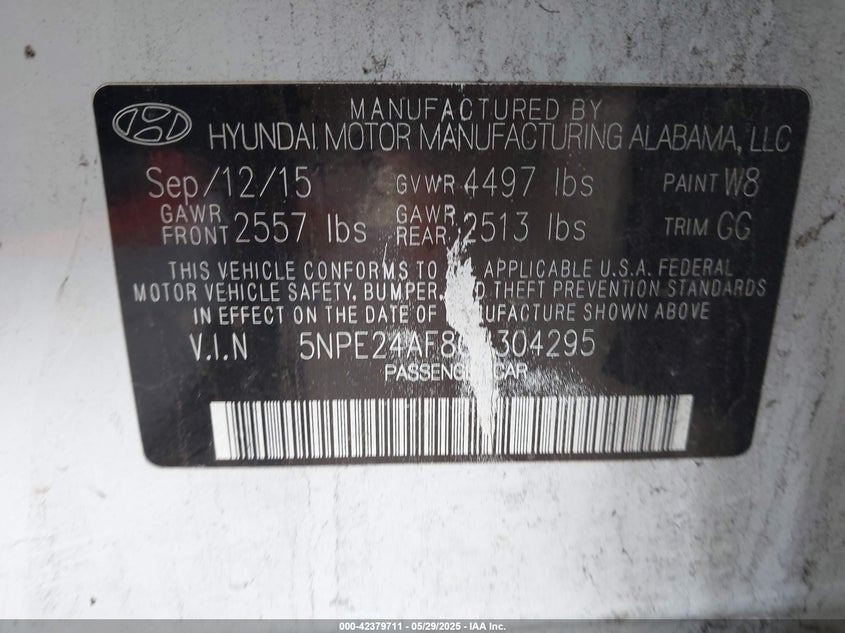 MANUFACTURED BY
HYUNDAI MOTOR MANUFACTURING ALABAMA, LLC
Sep/12/15 GVWR 4497 lbs PAINT W8
GAWR FRONT 2557 lbs GAWR REAR 2513 lbs TRIM GG
THIS VEHICLE CONFORMS TO APPLICABLE U.S.A. FEDERAL
MOTOR VEHICLE SAFETY, BUMPER, THEFT PREVENTION STANDARDS
IN EFFECT ON THE DATE OF SHOWN ABOVE
V.I.N
PASSENGER CAR
000-42379711 - 05/29/2025 - IAA Inc.